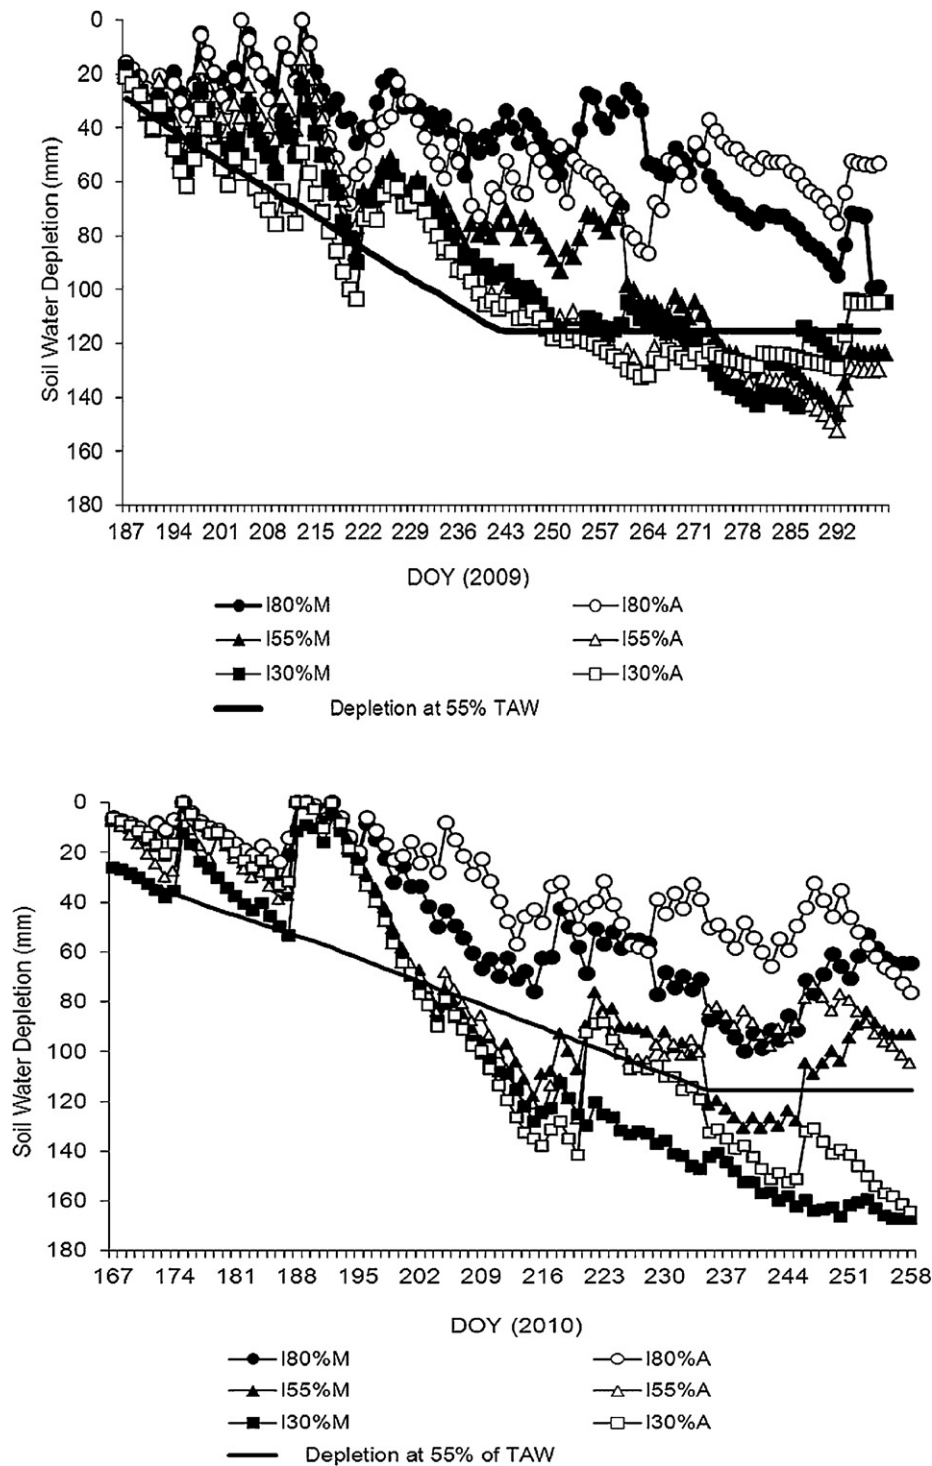 0
20
40
60
80
100
120
140
160
180
Soil Water Depletion (mm)
187 194 201 208 215 222 229 236 243 250 257 264 271 278 285 292
DOY (2009)
I80%M I80%A
I55%M I55%A
I30%M I30%A
Depletion at 55% TAW
0
20
40
60
80
100
120
140
160
180
Soil Water Depletion (mm)
167 174 181 188 195 202 209 216 223 230 237 244 251 258
DOY (2010)
I80%M I80%A
I55%M I55%A
I30%M I30%A
Depletion at 55% of TAW